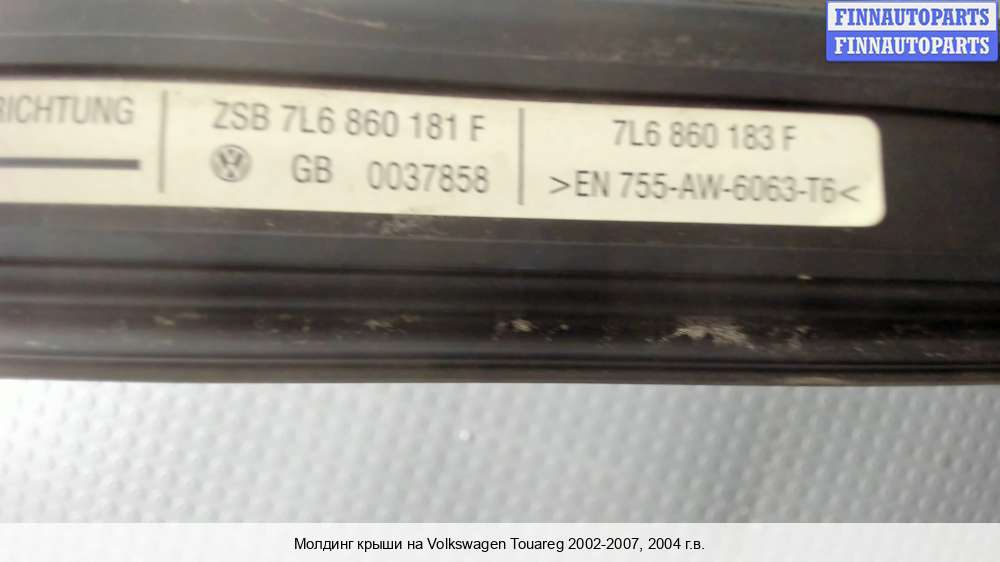 FINNAUTOPARTS
FINNAUTOPARTS
RICHTUNG
ZSB 7L6 860 181 F
GB 0037858
7L6 860 183 F
>EN 755-AW-6063-T6<
Молдинг крыши на Volkswagen Touareg 2002-2007, 2004 г.в.